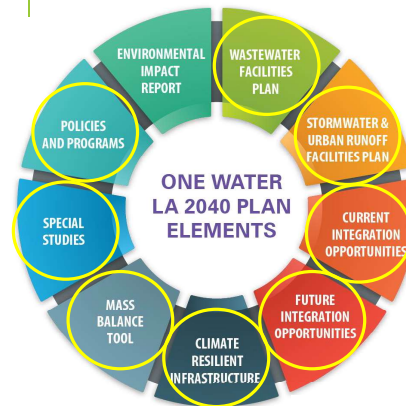 ENVIRONMENTAL
IMPACT
REPORT
WASTEWATER
FACILITIES
PLAN
STORMWATER &
URBAN RUNOFF
FACILITIES PLAN
CURRENT
INTEGRATION
OPPORTUNITIES
FUTURE
INTEGRATION
OPPORTUNITIES
CLIMATE
RESILIENT
INFRASTRUCTURE
MASS
BALANCE
TOOL
SPECIAL
STUDIES
POLICIES
AND PROGRAMS
ONE WATER
LA 2040 PLAN
ELEMENTS